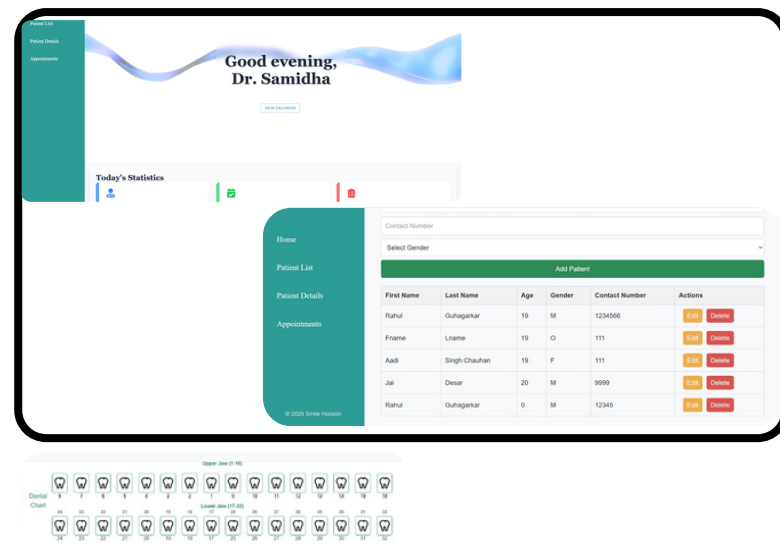 Patient List
Patient Details
Appointments
Good evening,
Dr. Samidha
VIEW CALENDAR
Today's Statistics
Home
Patient List
Patient Details
Appointments
© 2025 Smile Horizon
Contact Number
Select Gender
Add Patient
First Name Last Name Age Gender Contact Number Actions
Rahul Guhagarkar 19 M 1234566 Edit Delete
Fname Lname 19 O 111 Edit Delete
Aadi Singh Chauhan 19 F 111 Edit Delete
Jai Desar 20 M 9999 Edit Delete
Rahul Guhagarkar 0 M 12345 Edit Delete
Upper Jaw (1-16)
Dental
Chart
Lower Jaw (17-32)